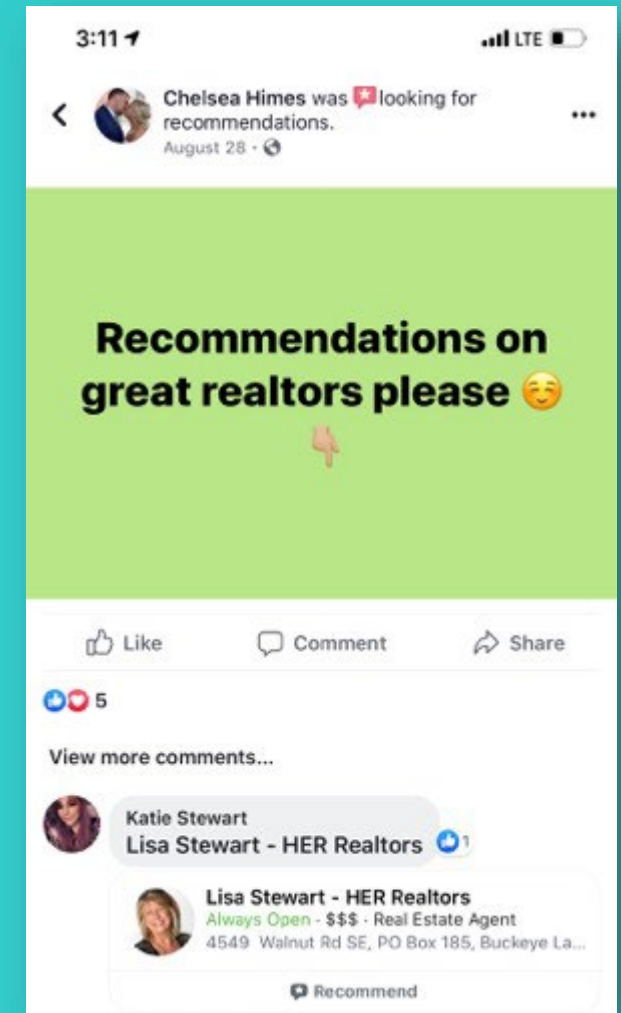 3:11
LTE
Chelsea Himes was looking for
recommendations.
August 28 ·
Recommendations on
great realtors please ☺️
👇🏼
Like Comment Share
5
View more comments...
Katie Stewart
Lisa Stewart - HER Realtors 1
Lisa Stewart - HER Realtors
Always Open · $$$ · Real Estate Agent
4549 Walnut Rd SE, PO Box 185, Buckeye La...
Recommend